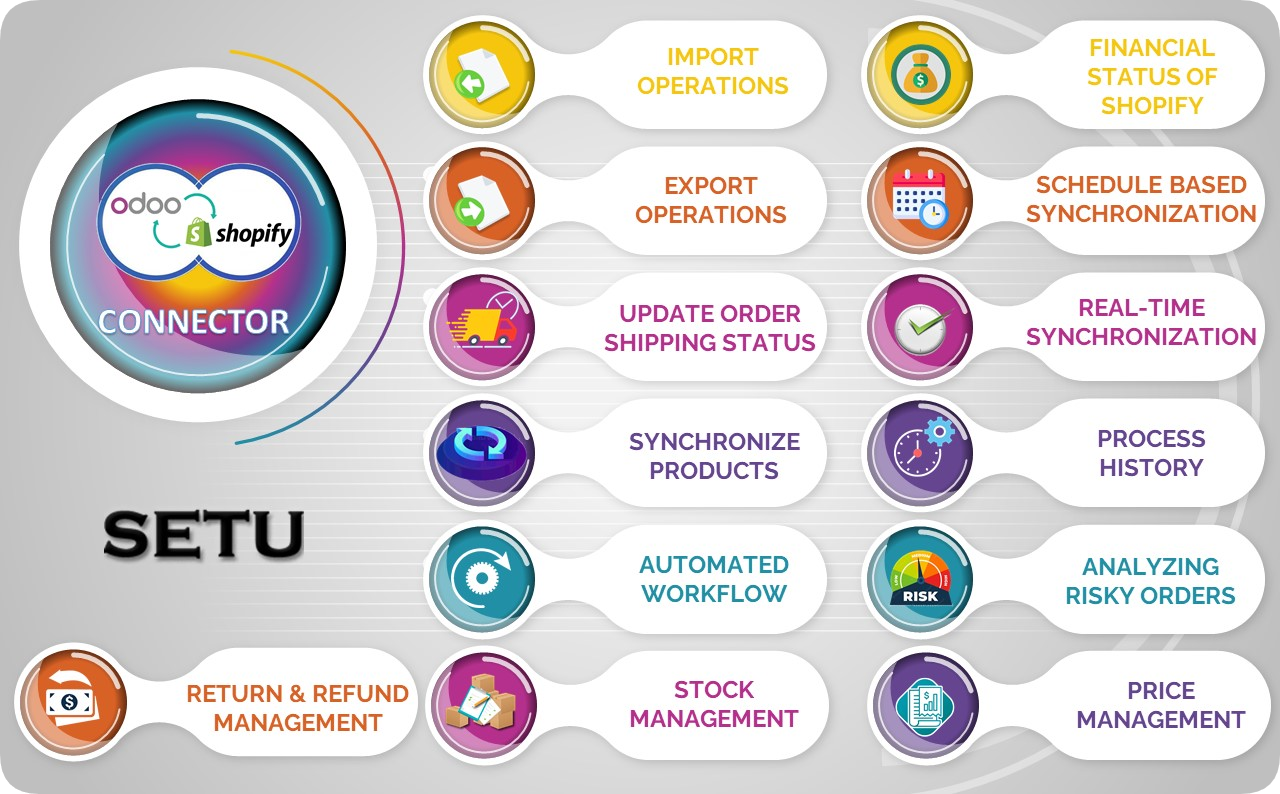 odoo
shopify
CONNECTOR
SETU
RETURN & REFUND
MANAGEMENT
IMPORT
OPERATIONS
EXPORT
OPERATIONS
UPDATE ORDER
SHIPPING STATUS
SYNCHRONIZE
PRODUCTS
AUTOMATED
WORKFLOW
STOCK
MANAGEMENT
FINANCIAL
STATUS OF
SHOPIFY
SCHEDULE BASED
SYNCHRONIZATION
REAL-TIME
SYNCHRONIZATION
PROCESS
HISTORY
RISK
ANALYZING
RISKY ORDERS
PRICE
MANAGEMENT